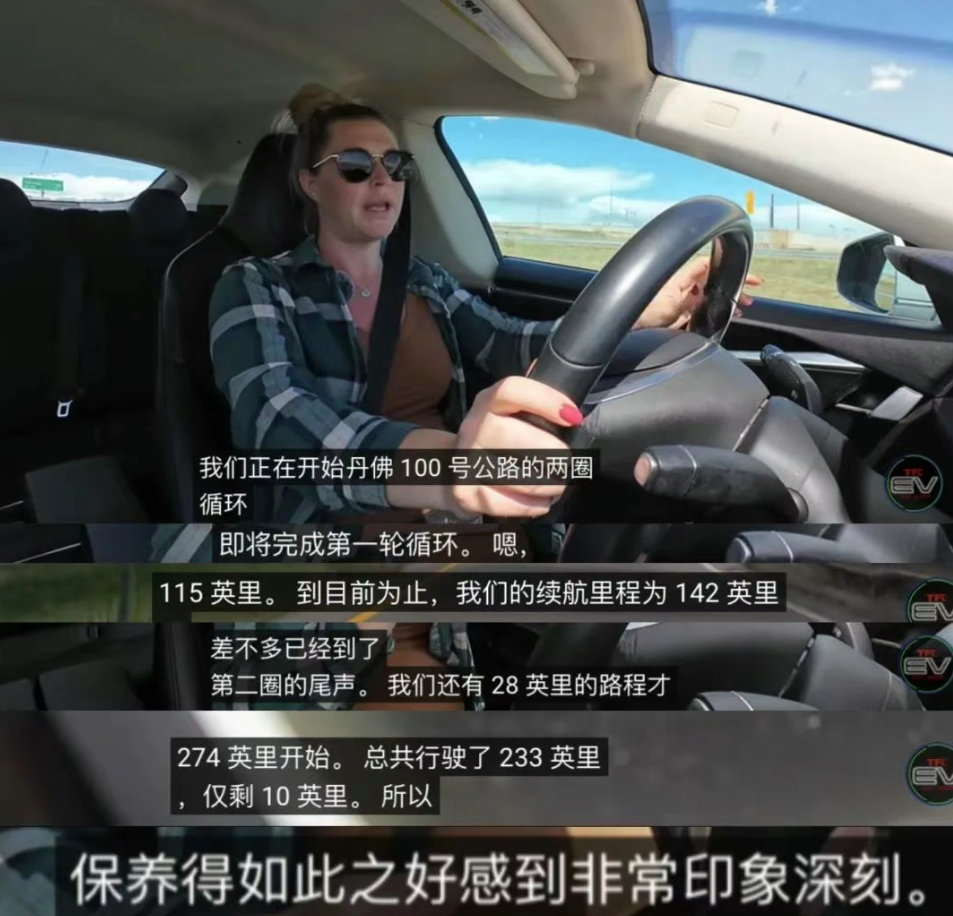 我们正在开始丹佛 100 号公路的两圈
循环
TFL
EV
即将完成第一轮循环。 嗯,
115 英里。 到目前为止，我们的续航里程为 142 英里
EV
差不多已经到了
第二圈的尾声。 我们还有 28 英里的路程才
EV
274 英里开始。 总共行驶了 233 英里
，仅剩 10 英里。 所以
EV
保养得如此之好感到非常印象深刻。